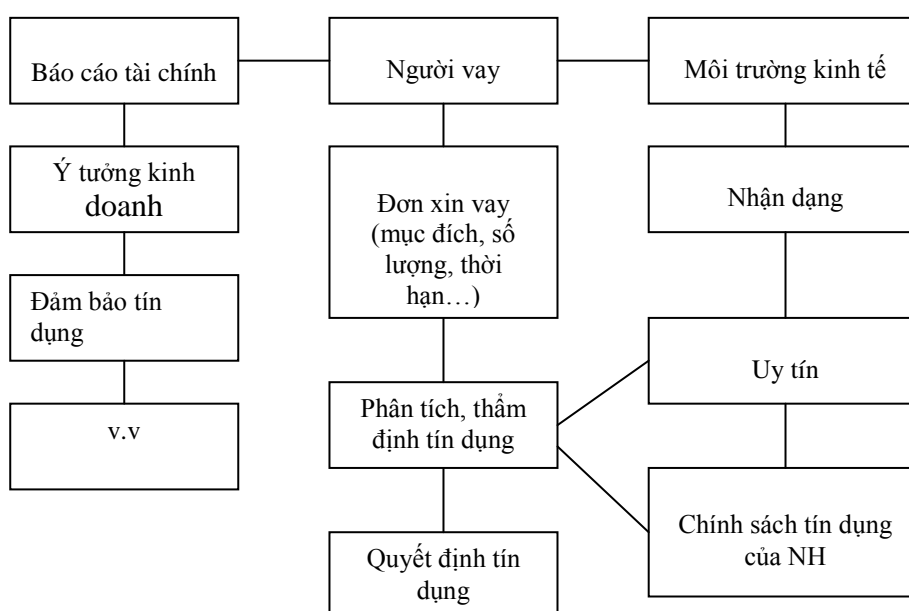 Báo cáo tài chính
Người vay
Môi trường kinh tế
Ý tưởng kinh
doanh
Đơn xin vay
(mục đích, số
lượng, thời
hạn…)
Nhận dạng
Đảm bảo tín
dụng
Uy tín
v.v
Phân tích, thẩm
định tín dụng
Chính sách tín dụng
của NH
Quyết định tín
dụng